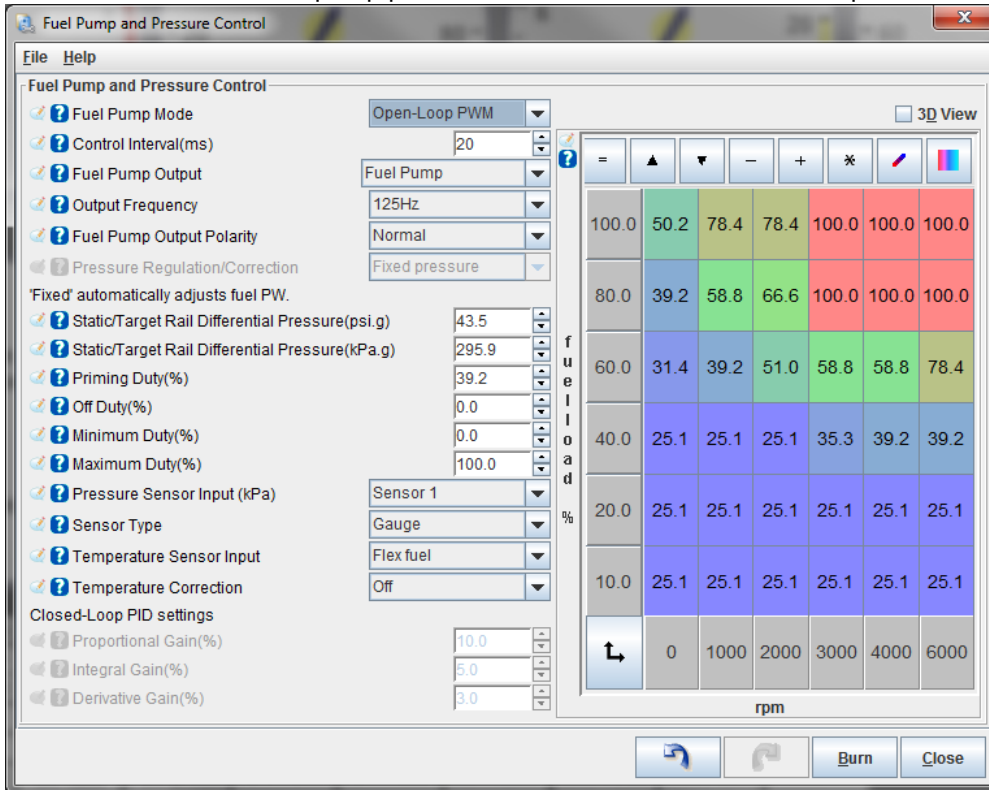 Fuel Pump and Pressure Control
File Help
Fuel Pump and Pressure Control
Fuel Pump Mode Open-Loop PWM
Control Interval(ms) 20
Fuel Pump Output Fuel Pump
Output Frequency 125Hz
Fuel Pump Output Polarity Normal
Pressure Regulation/Correction Fixed pressure
'Fixed' automatically adjusts fuel PW.
Static/Target Rail Differential Pressure(psi.g) 43.5
Static/Target Rail Differential Pressure(kPa.g) 295.9
Priming Duty(%) 39.2
Off Duty(%) 0.0
Minimum Duty(%) 0.0
Maximum Duty(%) 100.0
Pressure Sensor Input (kPa) Sensor 1
Sensor Type Gauge
Temperature Sensor Input Flex fuel
Temperature Correction Off
Closed-Loop PID settings
Proportional Gain(%) 10.0
Integral Gain(%) 5.0
Derivative Gain(%) 3.0
3D View
= - +
fuelload %
100.0 50.2 78.4 78.4 100.0 100.0 100.0
80.0 39.2 58.8 66.6 100.0 100.0 100.0
60.0 31.4 39.2 51.0 58.8 58.8 78.4
40.0 25.1 25.1 25.1 35.3 39.2 39.2
20.0 25.1 25.1 25.1 25.1 25.1 25.1
10.0 25.1 25.1 25.1 25.1 25.1 25.1
0 1000 2000 3000 4000 6000
rpm
Burn Close